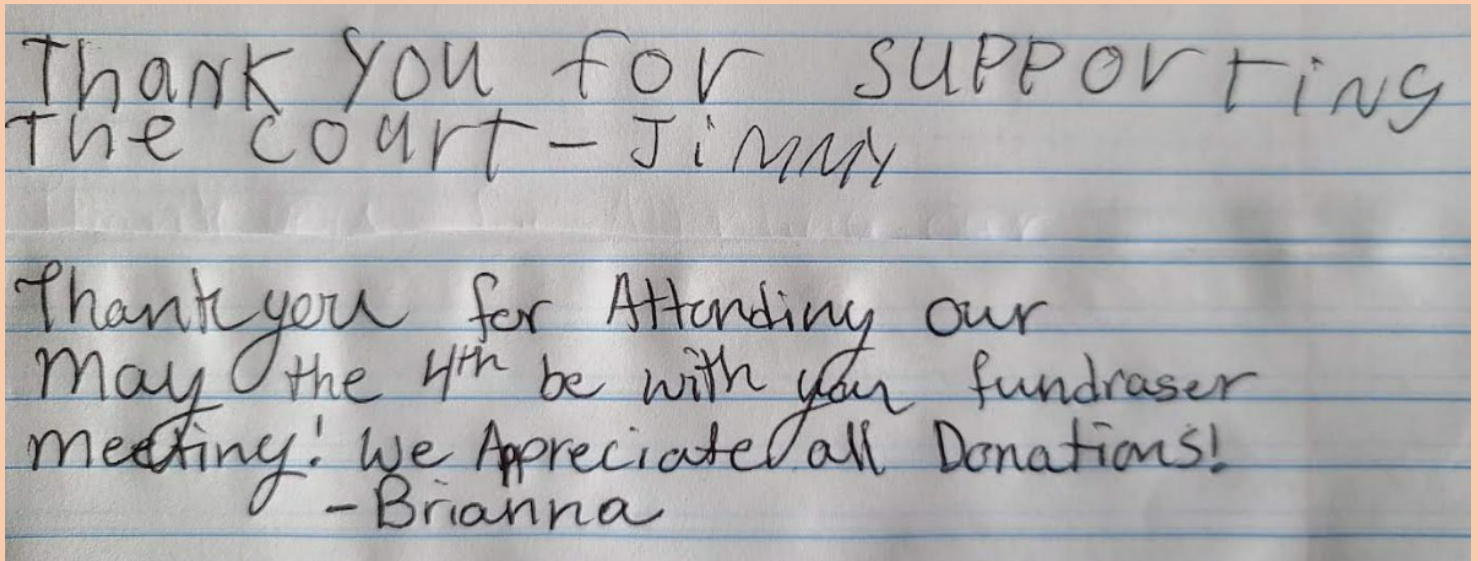 Thank you for supporting
the court - Jimmy
Thank you for Attending our
May the 4th be with you fundraser
meeting! We Appreciate all Donations!
- Brianna